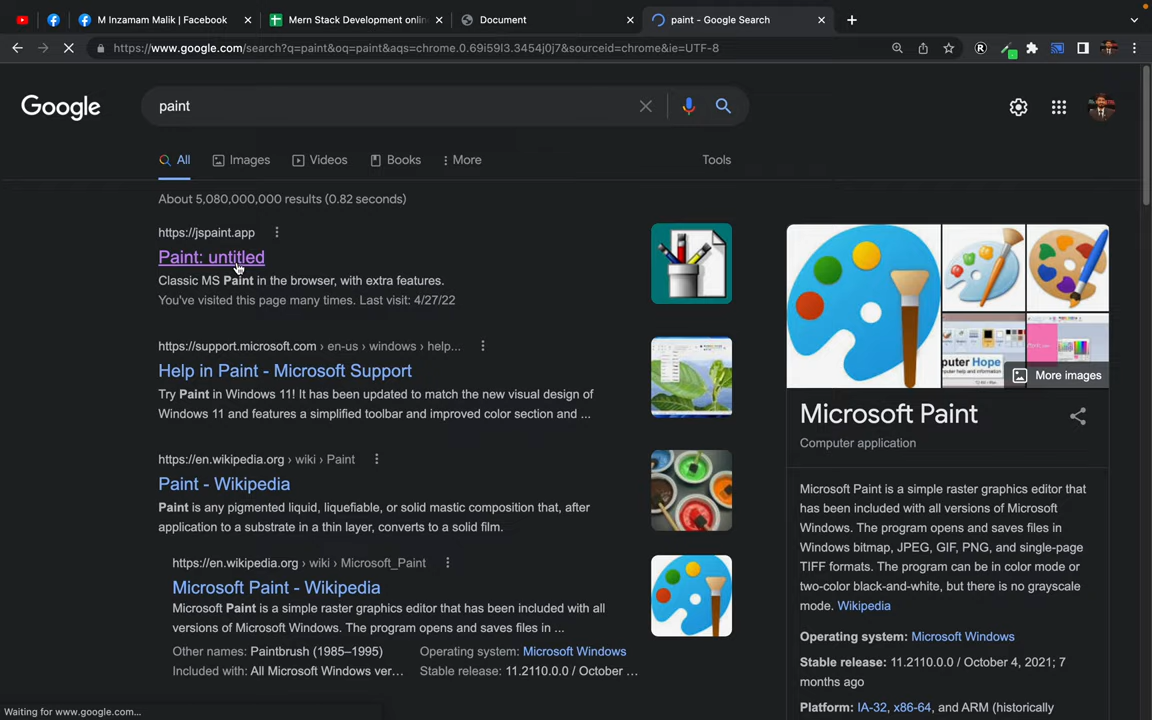 M Inzamam Malik | Facebook
Mern Stack Development onlin
Document
paint - Google Search
https://www.google.com/search?q=paint&oq=paint&aqs=chrome.0.69i59l3.3454j0j7&sourceid=chrome&ie=UTF-8
Google
paint
All
Images
Videos
Books
More
Tools
About 5,080,000,000 results (0.82 seconds)
https://jspaint.app
Paint: untitled
Classic MS Paint in the browser, with extra features.
You've visited this page many times. Last visit: 4/27/22
https://support.microsoft.com › en-us › windows › help...
Help in Paint - Microsoft Support
Try Paint in Windows 11! It has been updated to match the new visual design of
Windows 11 and features a simplified toolbar and improved color section and ...
https://en.wikipedia.org › wiki › Paint
Paint - Wikipedia
Paint is any pigmented liquid, liquefiable, or solid mastic composition that, after
application to a substrate in a thin layer, converts to a solid film.
https://en.wikipedia.org › wiki › Microsoft_Paint
Microsoft Paint - Wikipedia
Microsoft Paint is a simple raster graphics editor that has been included with all
versions of Microsoft Windows. The program opens and saves files in ...
Other names: Paintbrush (1985–1995)
Operating system: Microsoft Windows
Included with: All Microsoft Windows ver...
Stable release: 11.2110.0.0 / October ...
puter Hope
computer help and information
More images
Microsoft Paint
Computer application
Microsoft Paint is a simple raster graphics editor that
has been included with all versions of Microsoft
Windows. The program opens and saves files in
Windows bitmap, JPEG, GIF, PNG, and single-page
TIFF formats. The program can be in color mode or
two-color black-and-white, but there is no grayscale
mode. Wikipedia
Operating system: Microsoft Windows
Stable release: 11.2110.0.0 / October 4, 2021; 7
months ago
Platform: IA-32, x86-64, and ARM (historically
Waiting for www.google.com...